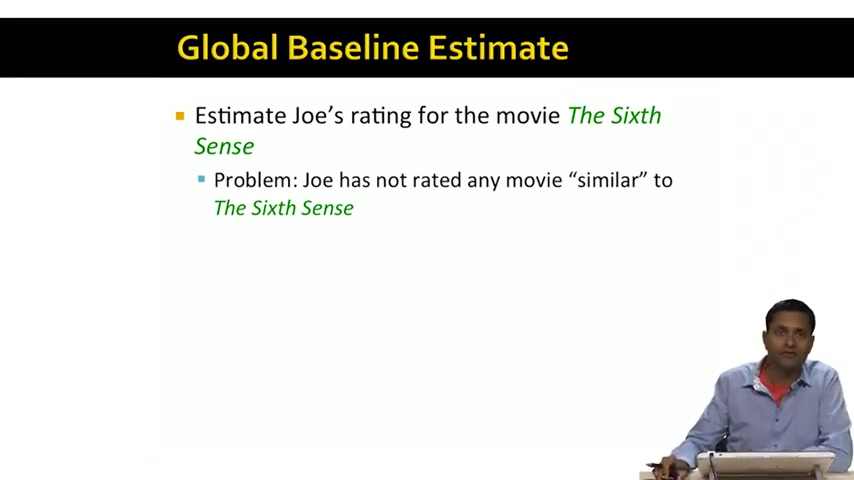 Global Baseline Estimate
Estimate Joe's rating for the movie The Sixth
Sense
Problem: Joe has not rated any movie “similar” to
The Sixth Sense